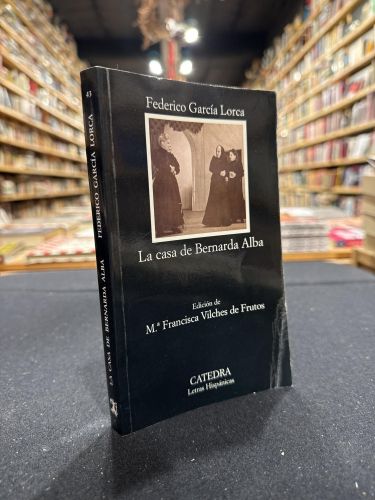 Federico García Lorca
La casa de Bernarda Alba
Edición de
M.ª Francisca Vilches de Frutos
CATEDRA
Letras Hispánicas
43
FEDERICO GARCÍA LORCA
LA CASA DE BERNARDA ALBA